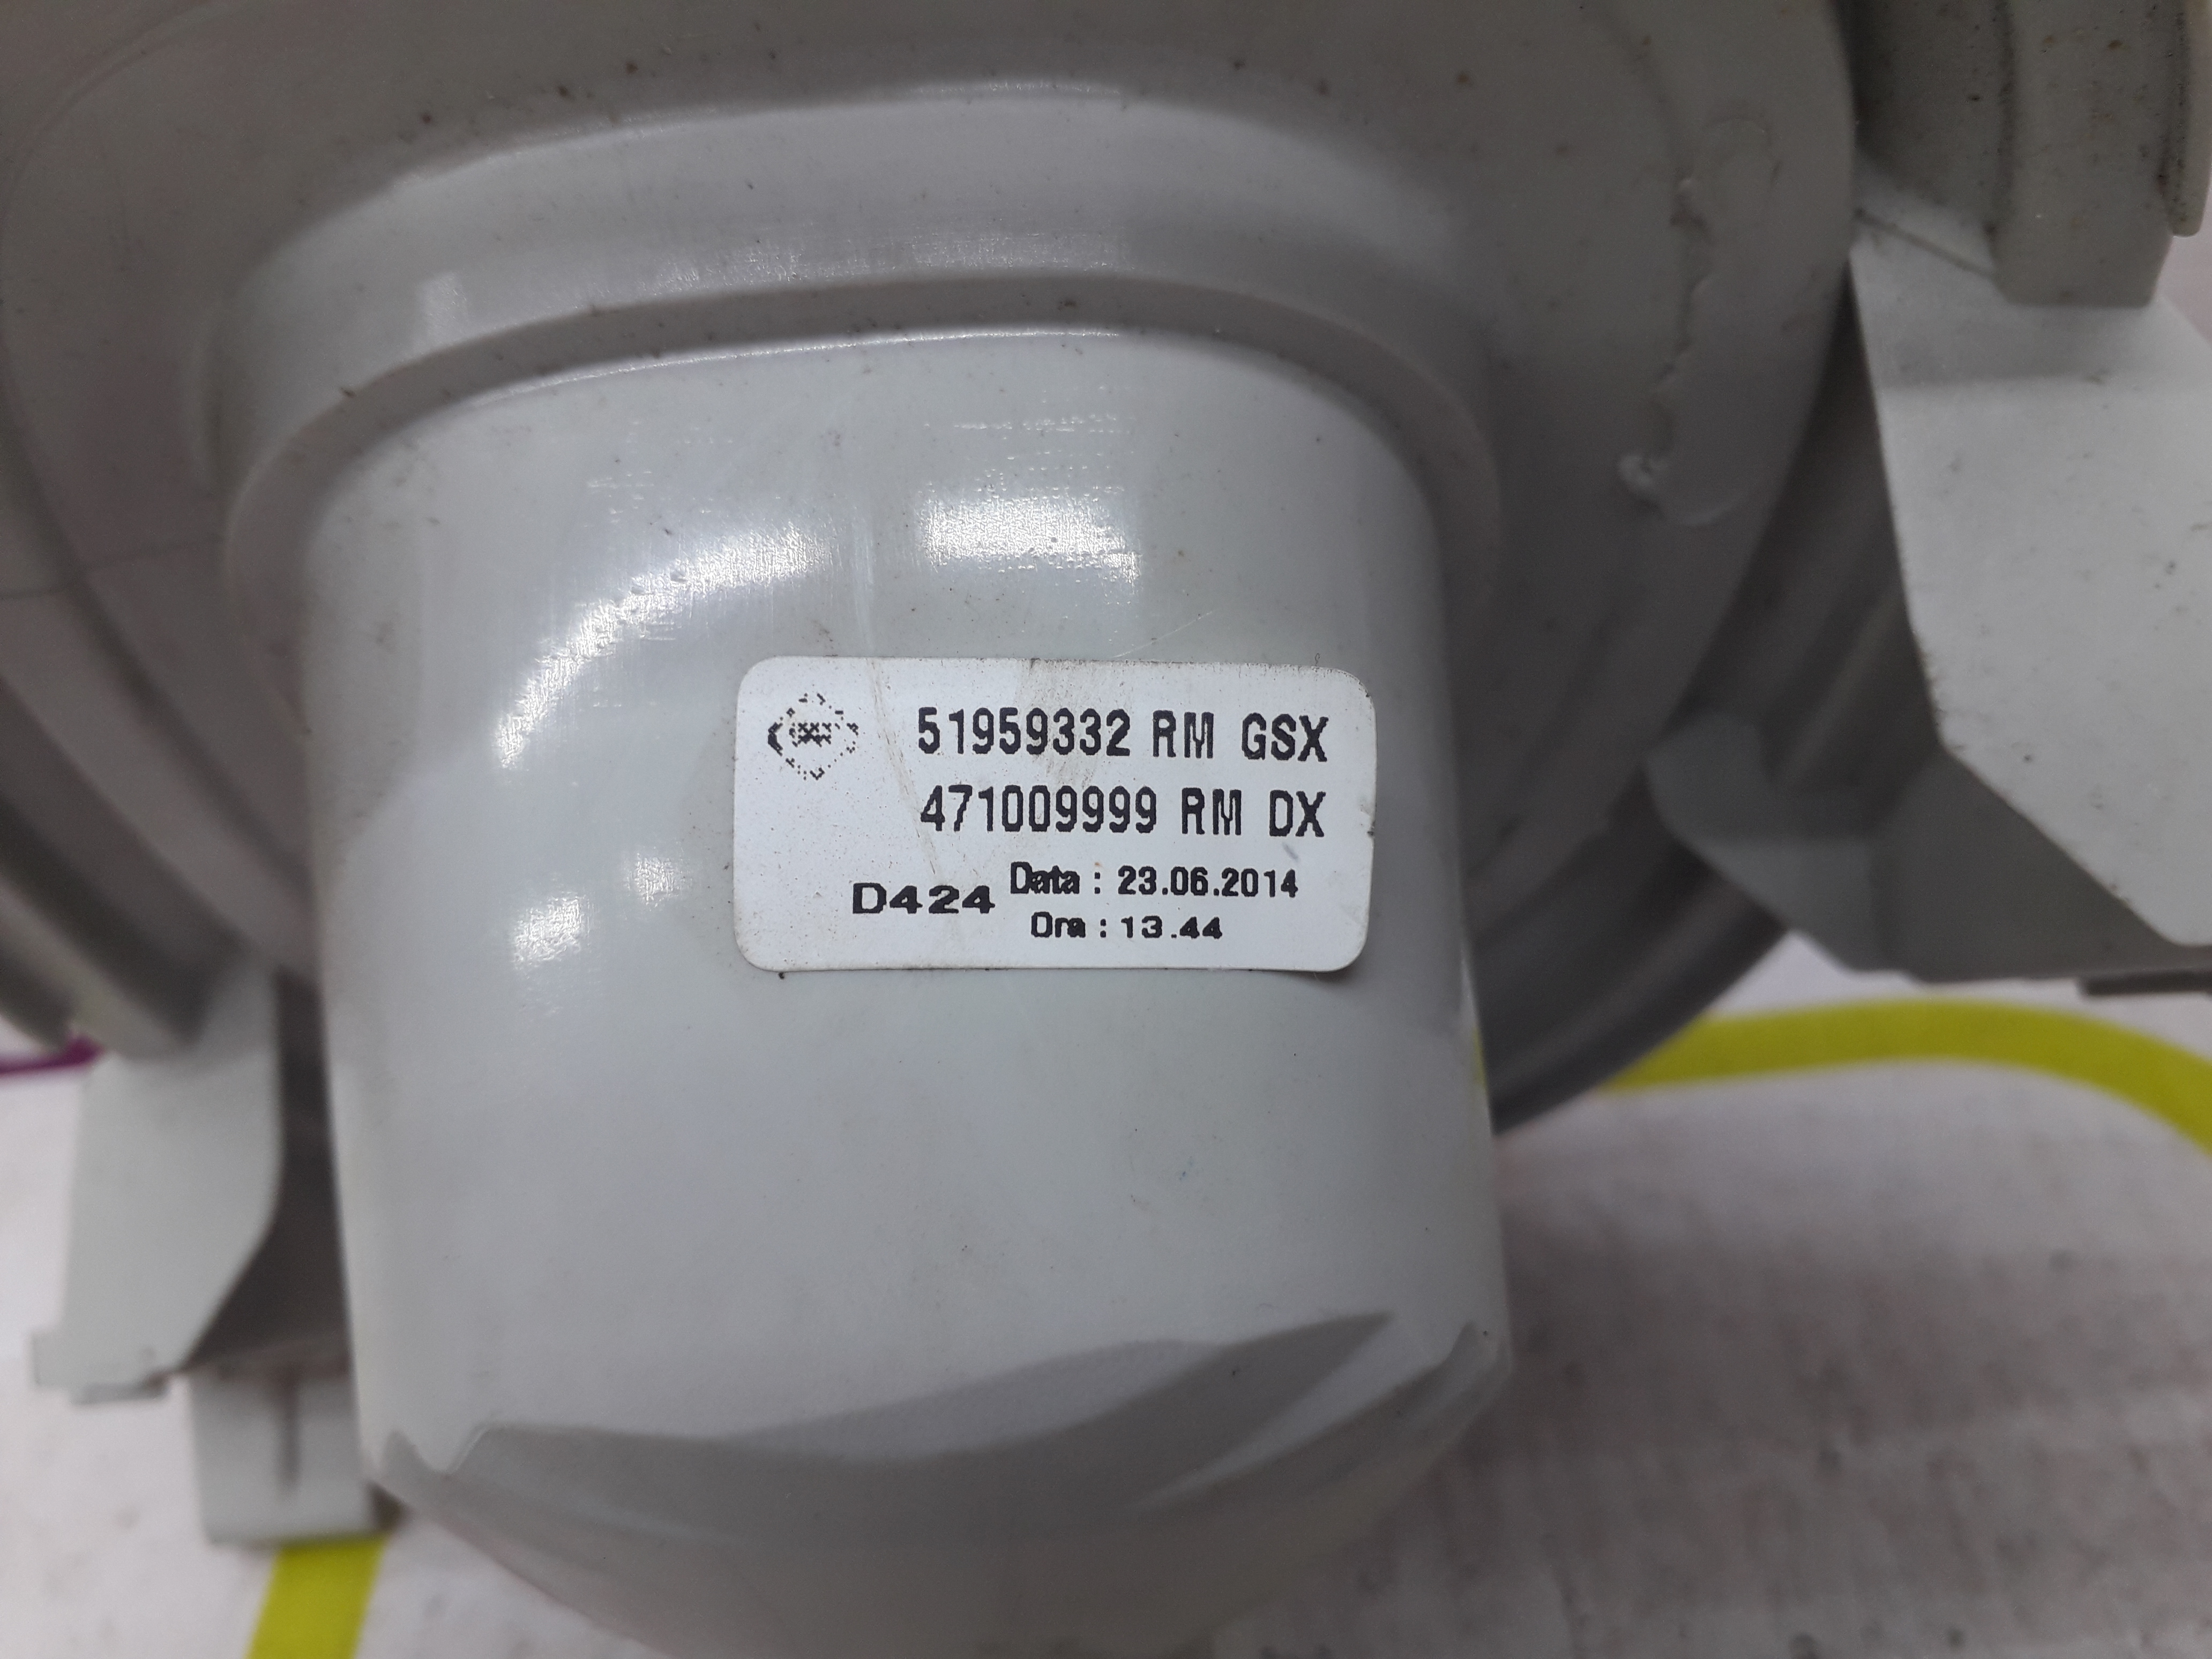 51959332 RM GSX
471009999 RM DX
D424 Data : 23.06.2014
Ora : 13.44